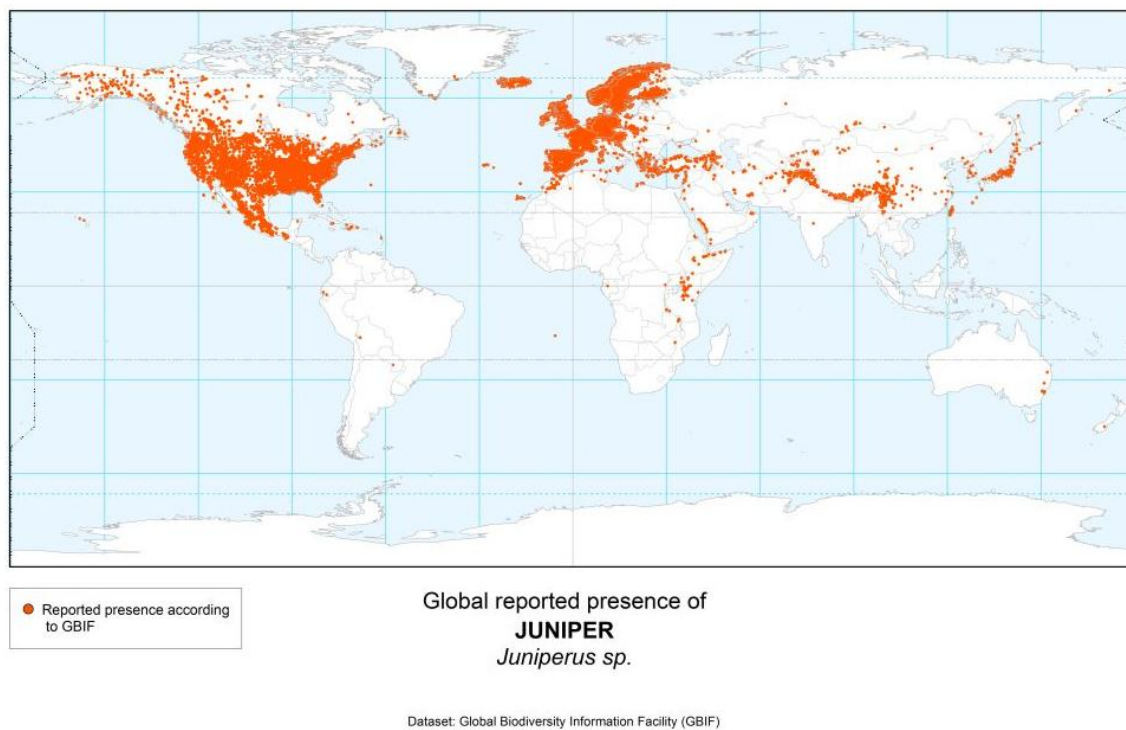 Reported presence according
to GBIF
Global reported presence of
JUNIPER
Juniperus sp.
Dataset: Global Biodiversity Information Facility (GBIF)